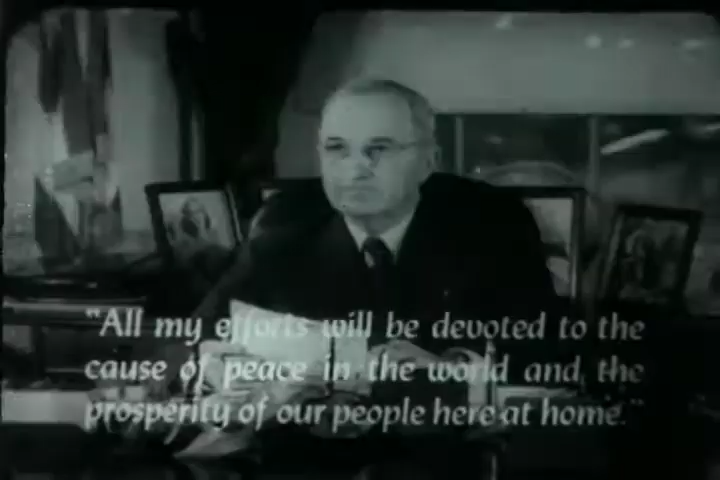 "All my efforts will be devoted to the
cause of peace in the world and the
prosperity of our people here at home."